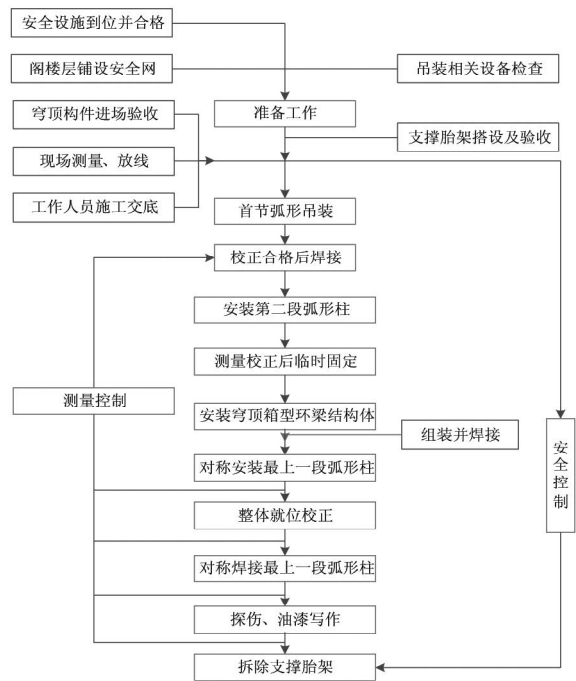 安全设施到位并合格
阁楼层铺设安全网
吊装相关设备检查
穹顶构件进场验收
准备工作
支撑胎架搭设及验收
现场测量、放线
工作人员施工交底
首节弧形吊装
校正合格后焊接
安装第二段弧形柱
测量校正后临时固定
测量控制
安装穹顶箱型环梁结构体
组装并焊接
安全控制
对称安装最上一段弧形柱
整体就位校正
对称焊接最上一段弧形柱
探伤、油漆写作
拆除支撑胎架